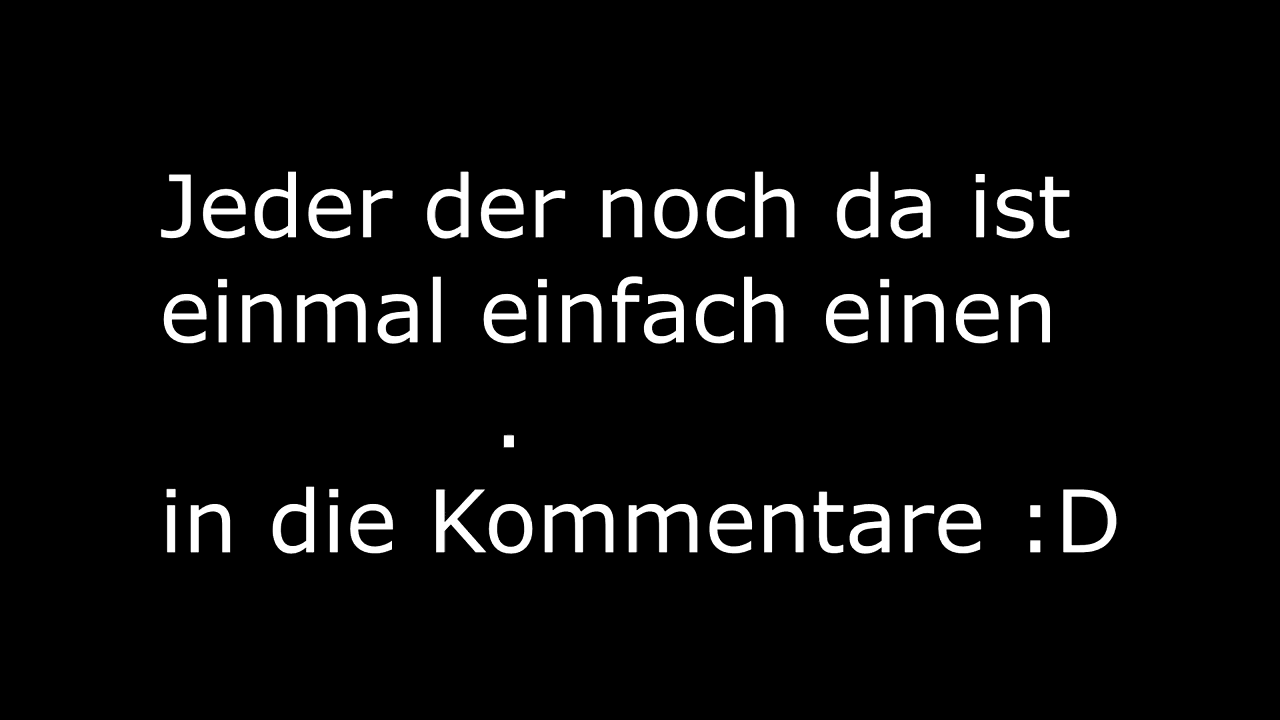 Jeder der noch da ist
einmal einfach einen
.
in die Kommentare :D